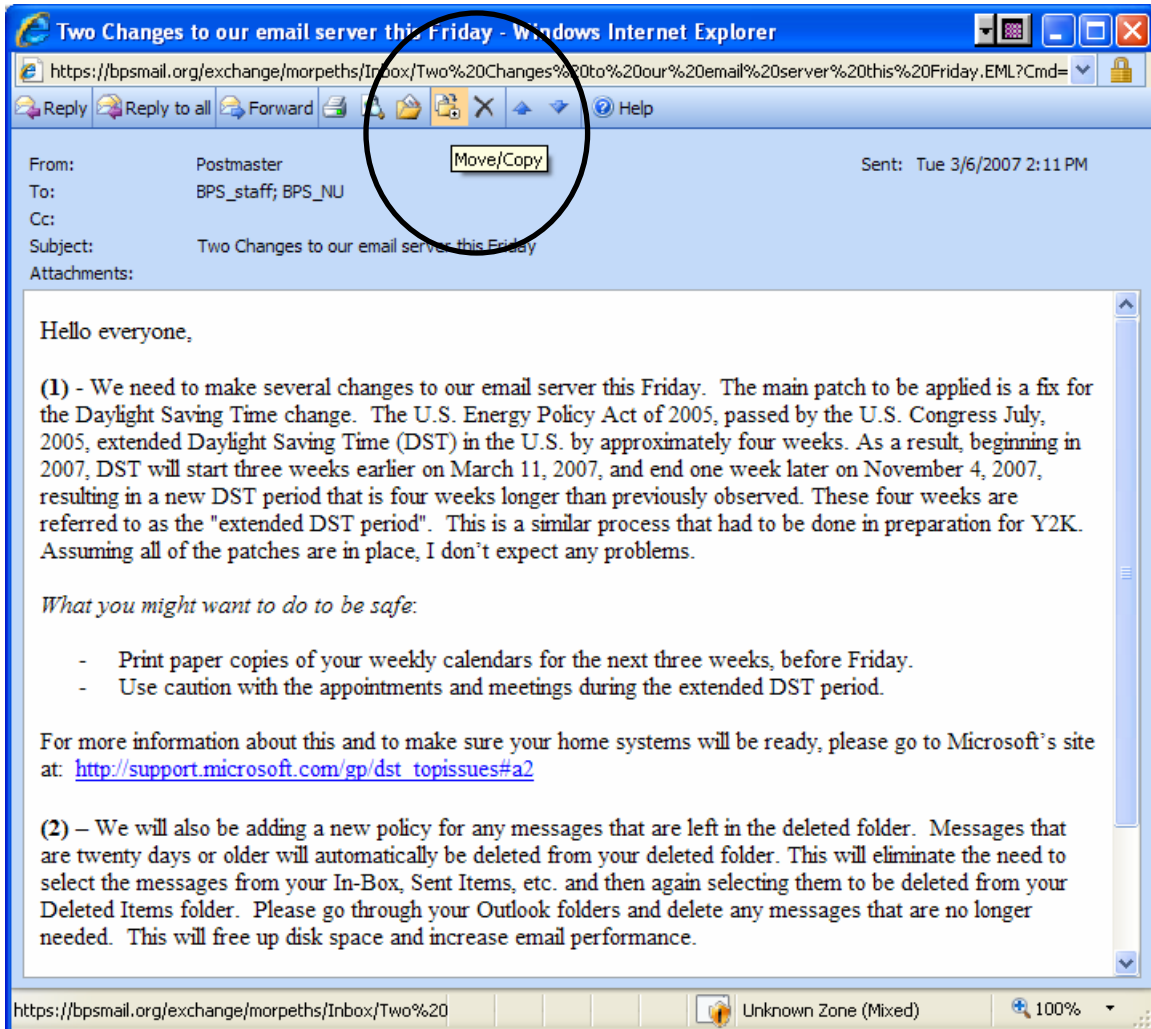 Two Changes to our email server this Friday - Windows Internet Explorer
https://bpsmail.org/exchange/morpeths/Inbox/Two%20Changes%20to%20our%20email%20server%20this%20Friday.EML?Cmd=
Reply Reply to all Forward Help
Move/Copy
From: Postmaster Sent: Tue 3/6/2007 2:11 PM
To: BPS_staff; BPS_NU
Cc:
Subject: Two Changes to our email server this Friday
Attachments:
Hello everyone,
(1) - We need to make several changes to our email server this Friday. The main patch to be applied is a fix for
the Daylight Saving Time change. The U.S. Energy Policy Act of 2005, passed by the U.S. Congress July,
2005, extended Daylight Saving Time (DST) in the U.S. by approximately four weeks. As a result, beginning in
2007, DST will start three weeks earlier on March 11, 2007, and end one week later on November 4, 2007,
resulting in a new DST period that is four weeks longer than previously observed. These four weeks are
referred to as the "extended DST period". This is a similar process that had to be done in preparation for Y2K.
Assuming all of the patches are in place, I don’t expect any problems.
What you might want to do to be safe:
- Print paper copies of your weekly calendars for the next three weeks, before Friday.
- Use caution with the appointments and meetings during the extended DST period.
For more information about this and to make sure your home systems will be ready, please go to Microsoft’s site
at: http://support.microsoft.com/gp/dst_topissues#a2
(2) – We will also be adding a new policy for any messages that are left in the deleted folder. Messages that
are twenty days or older will automatically be deleted from your deleted folder. This will eliminate the need to
select the messages from your In-Box, Sent Items, etc. and then again selecting them to be deleted from your
Deleted Items folder. Please go through your Outlook folders and delete any messages that are no longer
needed. This will free up disk space and increase email performance.
https://bpsmail.org/exchange/morpeths/Inbox/Two%20 Unknown Zone (Mixed) 100%